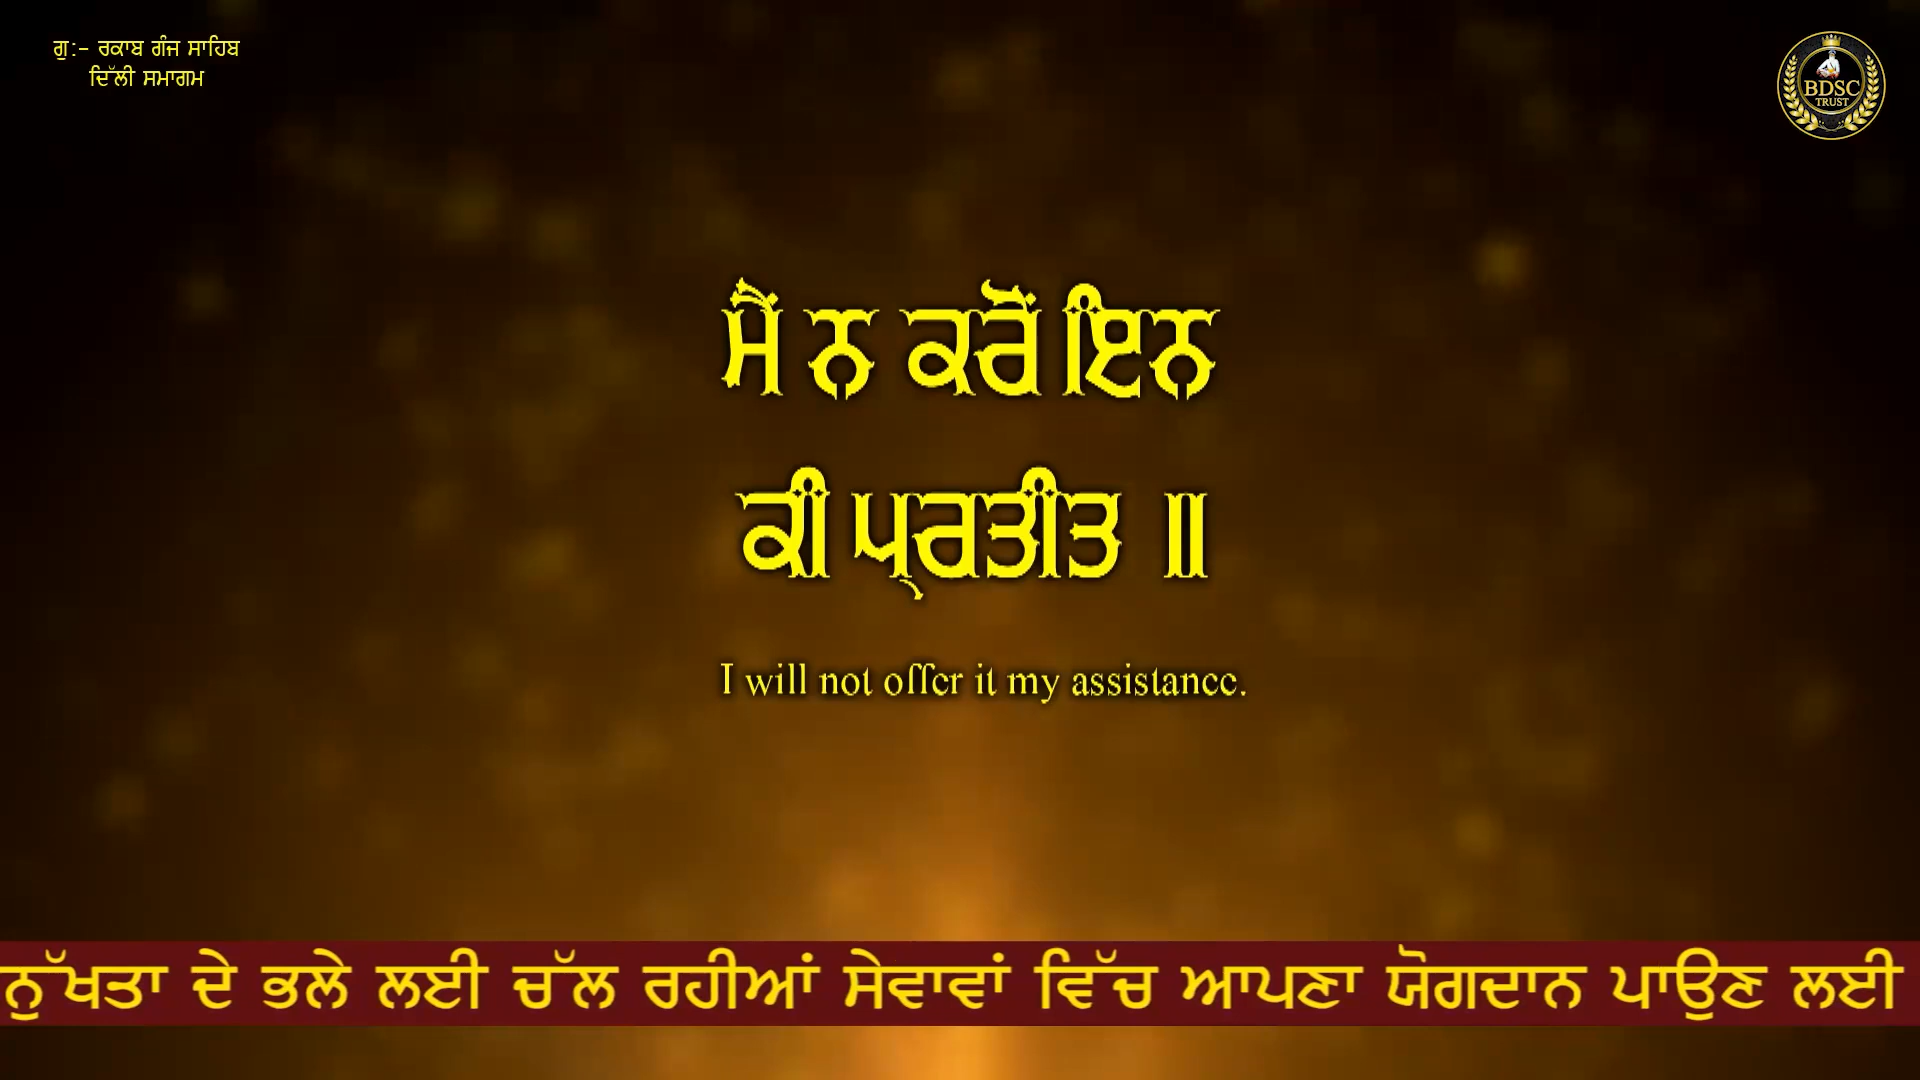 ਗੁ:- ਰਕਾਬ ਗੰਜ ਸਾਹਿਬ
ਦਿੱਲੀ ਸਮਾਗਮ
BDSC
TRUST
ਮੈਂ ਨ ਕਰੋਂ ਇਨ
ਕੀ ਪ੍ਰਤੀਤ ॥
I will not offer it my assistance.
ਨੁੱਖਤਾ ਦੇ ਭਲੇ ਲਈ ਚੱਲ ਰਹੀਆਂ ਸੇਵਾਵਾਂ ਵਿੱਚ ਆਪਣਾ ਯੋਗਦਾਨ ਪਾਉਣ ਲਈ